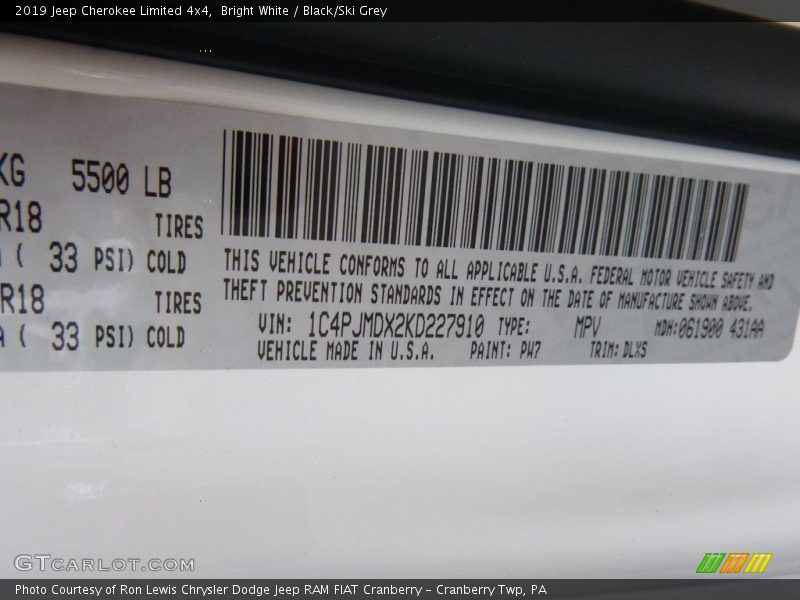 2019 Jeep Cherokee Limited 4x4,  Bright White / Black/Ski Grey
KG 5500 LB
R18 TIRES
( 33 PSI) COLD
R18 TIRES
A ( 33 PSI) COLD
THIS VEHICLE CONFORMS TO ALL APPLICABLE U.S.A. FEDERAL MOTOR VEHICLE SAFETY AND
THEFT PREVENTION STANDARDS IN EFFECT ON THE DATE OF MANUFACTURE SHOWN ABOVE.
VIN: 1C4PJMDX2KD227910 TYPE: MPV MDH:061900 431AA
VEHICLE MADE IN U.S.A. PAINT: PW7 TRIM: DLXS
GTCARLOT.COM
Photo Courtesy of Ron Lewis Chrysler Dodge Jeep RAM FIAT Cranberry – Cranberry Twp, PA